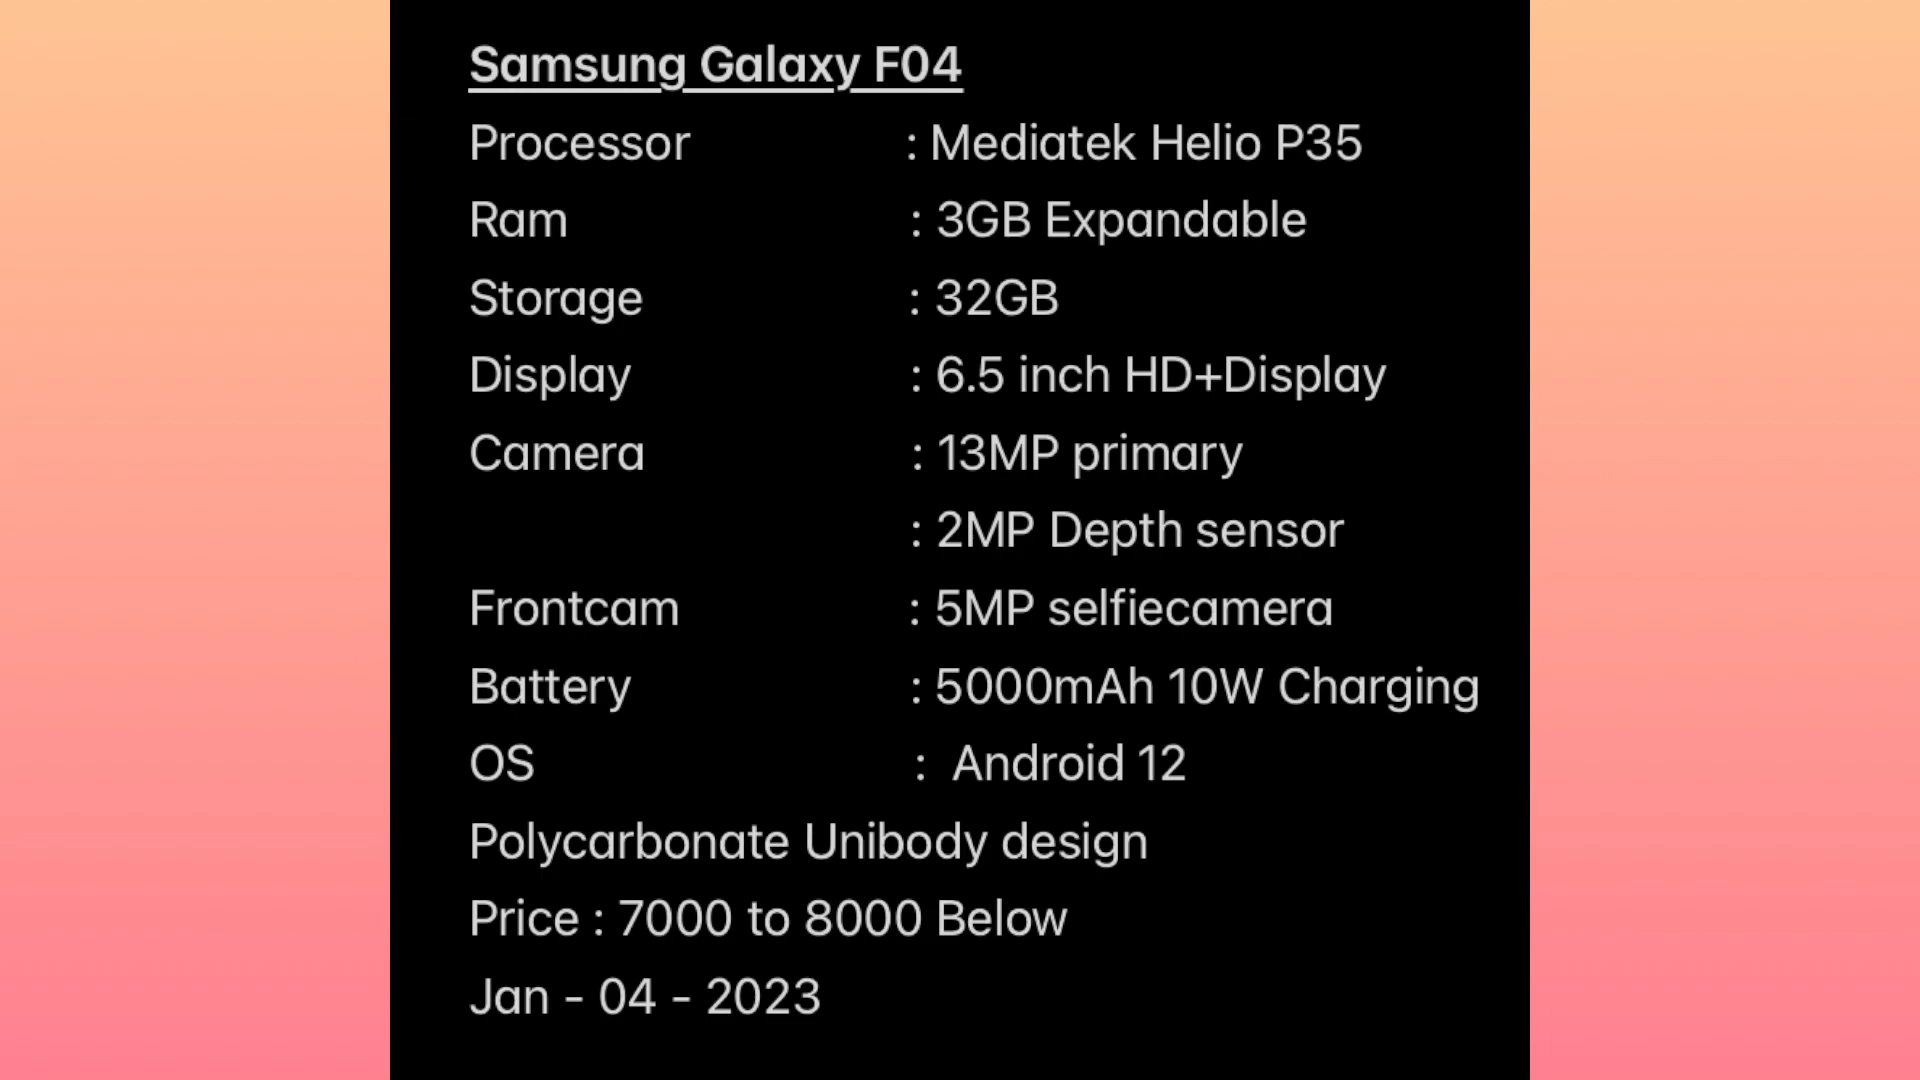 Samsung Galaxy F04
Processor : Mediatek Helio P35
Ram : 3GB Expandable
Storage : 32GB
Display : 6.5 inch HD+Display
Camera : 13MP primary
: 2MP Depth sensor
Frontcam : 5MP selfiecamera
Battery : 5000mAh 10W Charging
OS : Android 12
Polycarbonate Unibody design
Price : 7000 to 8000 Below
Jan - 04 - 2023